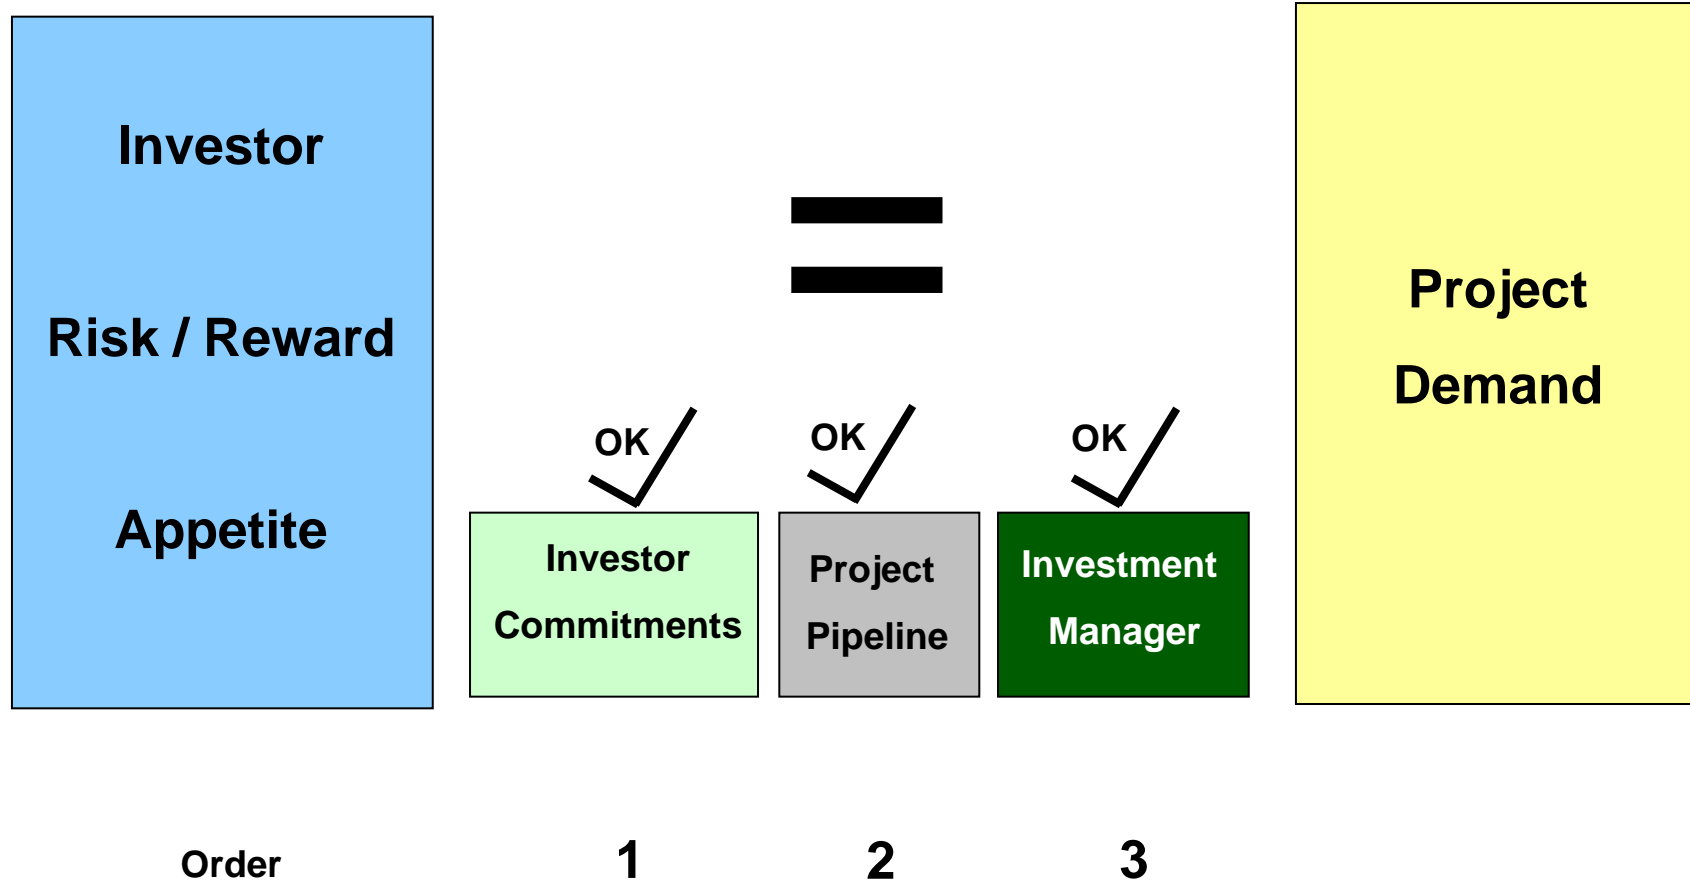 Investor
Risk / Reward
Appetite
=
OK
OK
OK
Investor
Commitments
Project
Pipeline
Investment
Manager
Project
Demand
Order 1 2 3